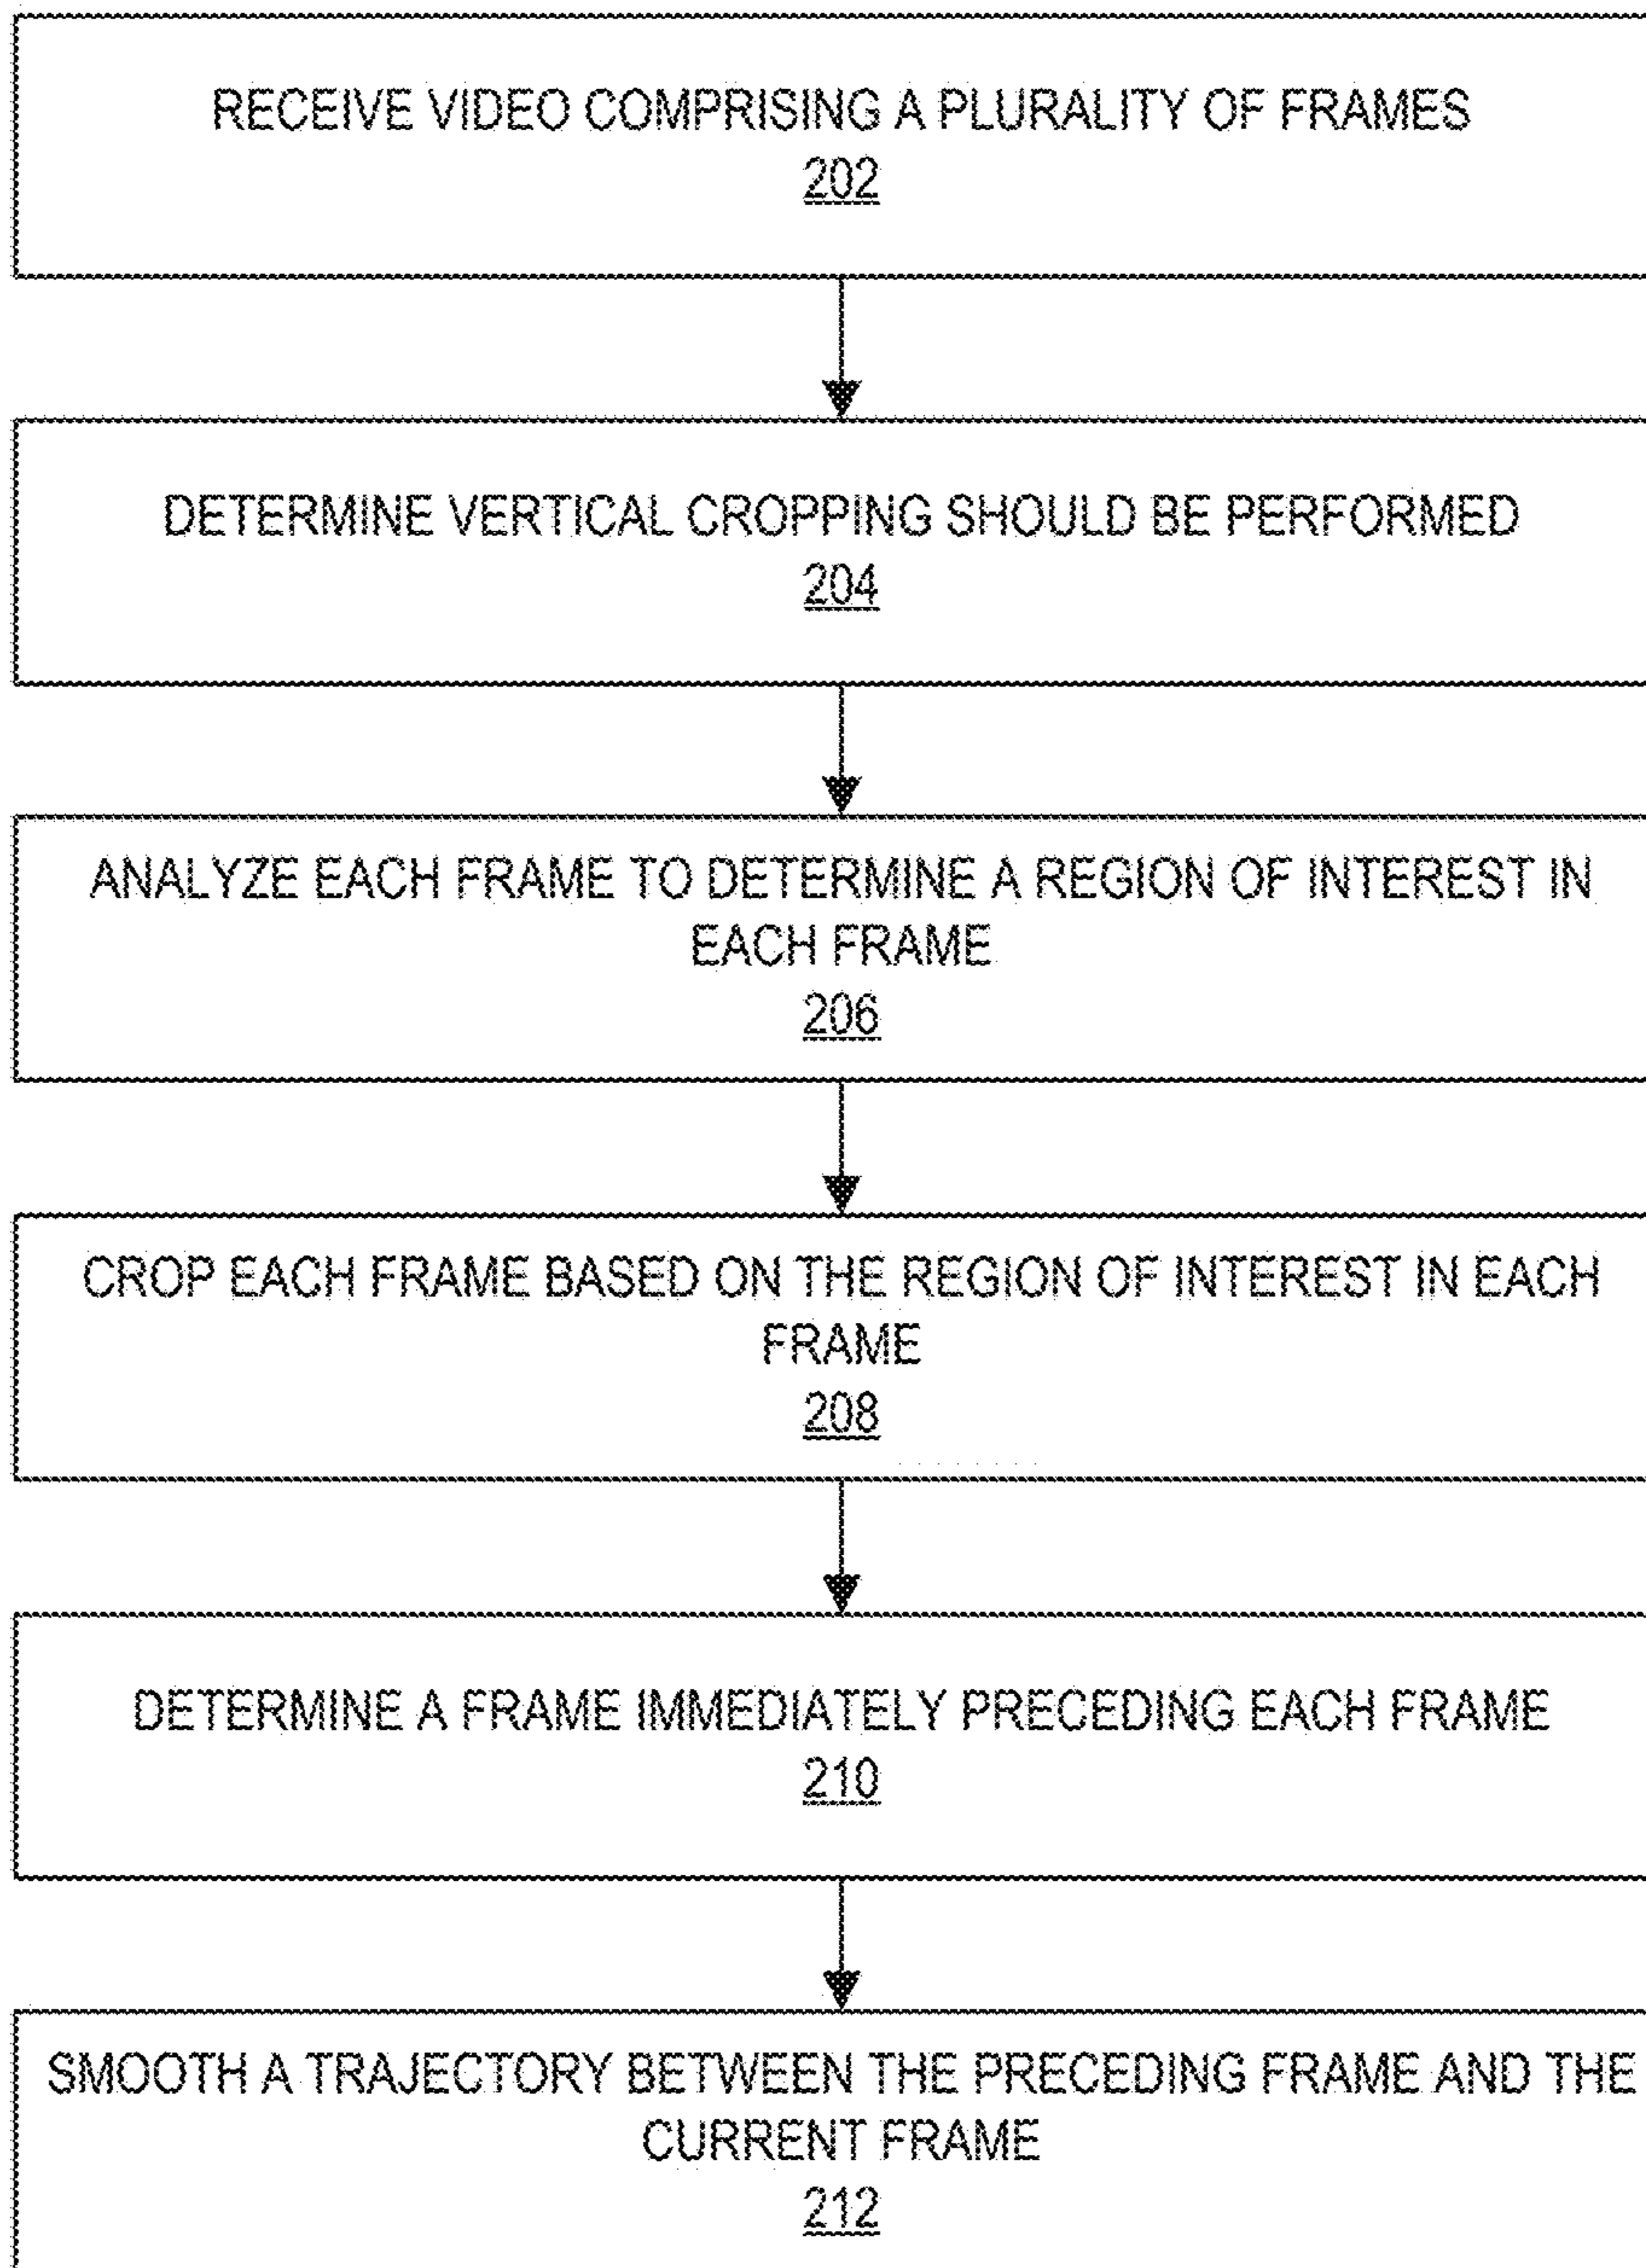 RECEIVE VIDEO COMPRISING A PLURALITY OF FRAMES
202
DETERMINE VERTICAL CROPPING SHOULD BE PERFORMED
204
ANALYZE EACH FRAME TO DETERMINE A REGION OF INTEREST IN
EACH FRAME
206
CROP EACH FRAME BASED ON THE REGION OF INTEREST IN EACH
FRAME
208
DETERMINE A FRAME IMMEDIATELY PRECEDING EACH FRAME
210
SMOOTH A TRAJECTORY BETWEEN THE PRECEDING FRAME AND THE
CURRENT FRAME
212